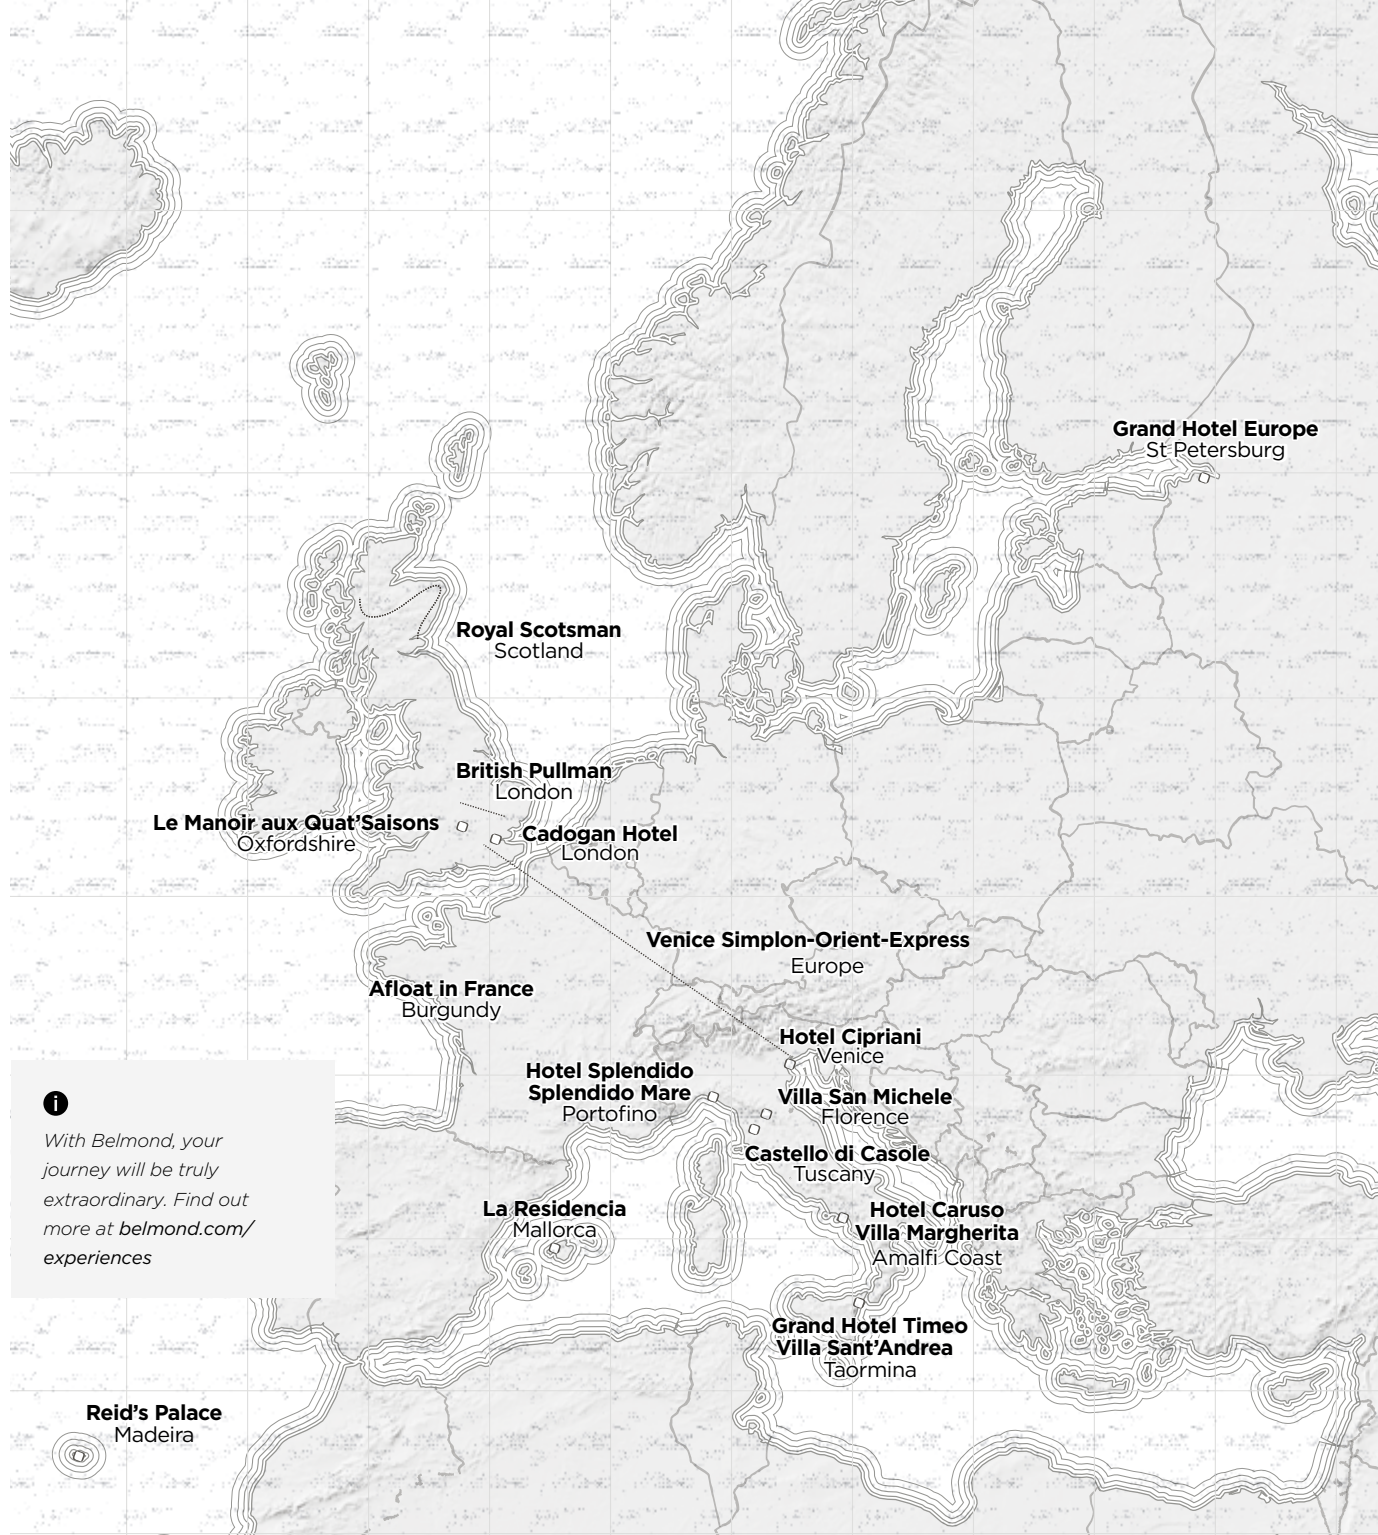 Grand Hotel Europe
St Petersburg
Royal Scotsman
Scotland
British Pullman
London
Le Manoir aux Quat’Saisons
Oxfordshire
Cadogan Hotel
London
Venice Simplon-Orient-Express
Europe
Afloat in France
Burgundy
Hotel Cipriani
Venice
Hotel Splendido
Splendido Mare
Portofino
Villa San Michele
Florence
Castello di Casole
Tuscany
La Residencia
Mallorca
Hotel Caruso
Villa Margherita
Amalfi Coast
Grand Hotel Timeo
Villa Sant’Andrea
Taormina
Reid’s Palace
Madeira
i
With Belmond, your
journey will be truly
extraordinary. Find out
more at belmond.com/
experiences